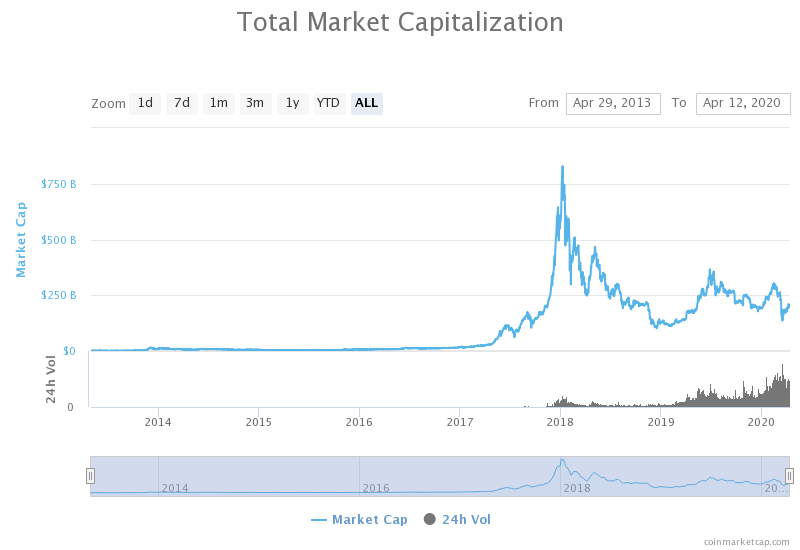 Total Market Capitalization
Zoom 1d 7d 1m 3m 1y YTD ALL From Apr 29, 2013 To Apr 12, 2020
Market Cap
$750 B
$500 B
$250 B
$0
24h Vol
0
2014 2015 2016 2017 2018 2019 2020
2014 2016 2018 20...
Market Cap 24h Vol
coinmarketcap.com